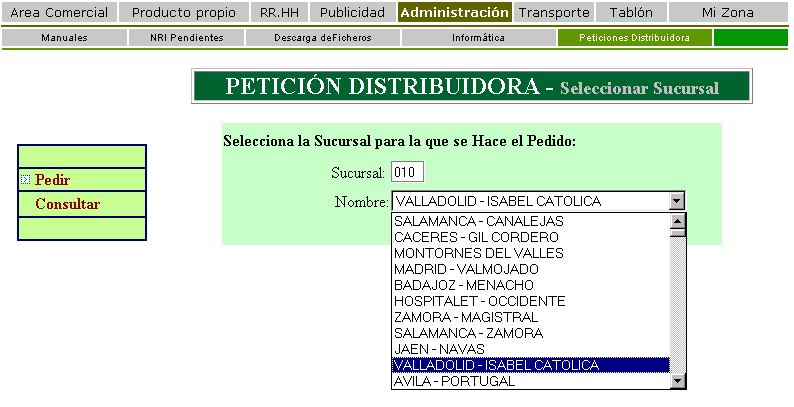 Area Comercial Producto propio RR.HH Publicidad Administración Transporte Tablón Mi Zona
Manuales NRI Pendientes Descarga deFicheros Informática Peticiones Distribuidora
PETICIÓN DISTRIBUIDORA - Seleccionar Sucursal
Pedir
Consultar
Selecciona la Sucursal para la que se Hace el Pedido:
Sucursal: 010
Nombre: VALLADOLID - ISABEL CATOLICA
SALAMANCA - CANALEJAS
CACERES - GIL CORDERO
MONTORNES DEL VALLES
MADRID - VALMOJADO
BADAJOZ - MENACHO
HOSPITALET - OCCIDENTE
ZAMORA - MAGISTRAL
SALAMANCA - ZAMORA
JAEN - NAVAS
VALLADOLID - ISABEL CATOLICA
AVILA - PORTUGAL